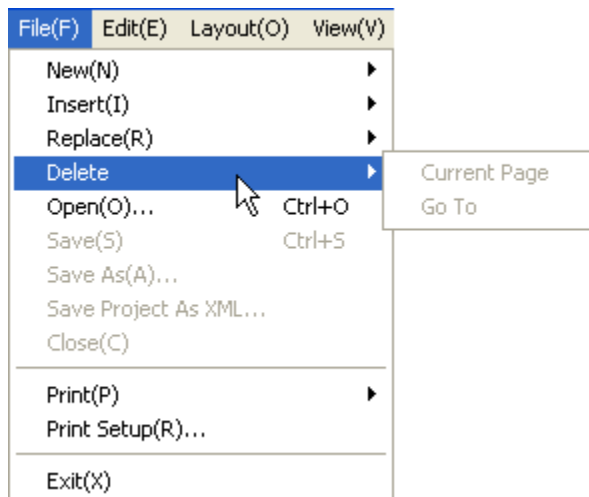 File(F) Edit(E) Layout(O) View(V)
New(N)
Insert(I)
Replace(R)
Delete
Current Page
Open(O)... Ctrl+O
Go To
Save(S) Ctrl+S
Save As(A)...
Save Project As XML...
Close(C)
Print(P)
Print Setup(R)...
Exit(X)